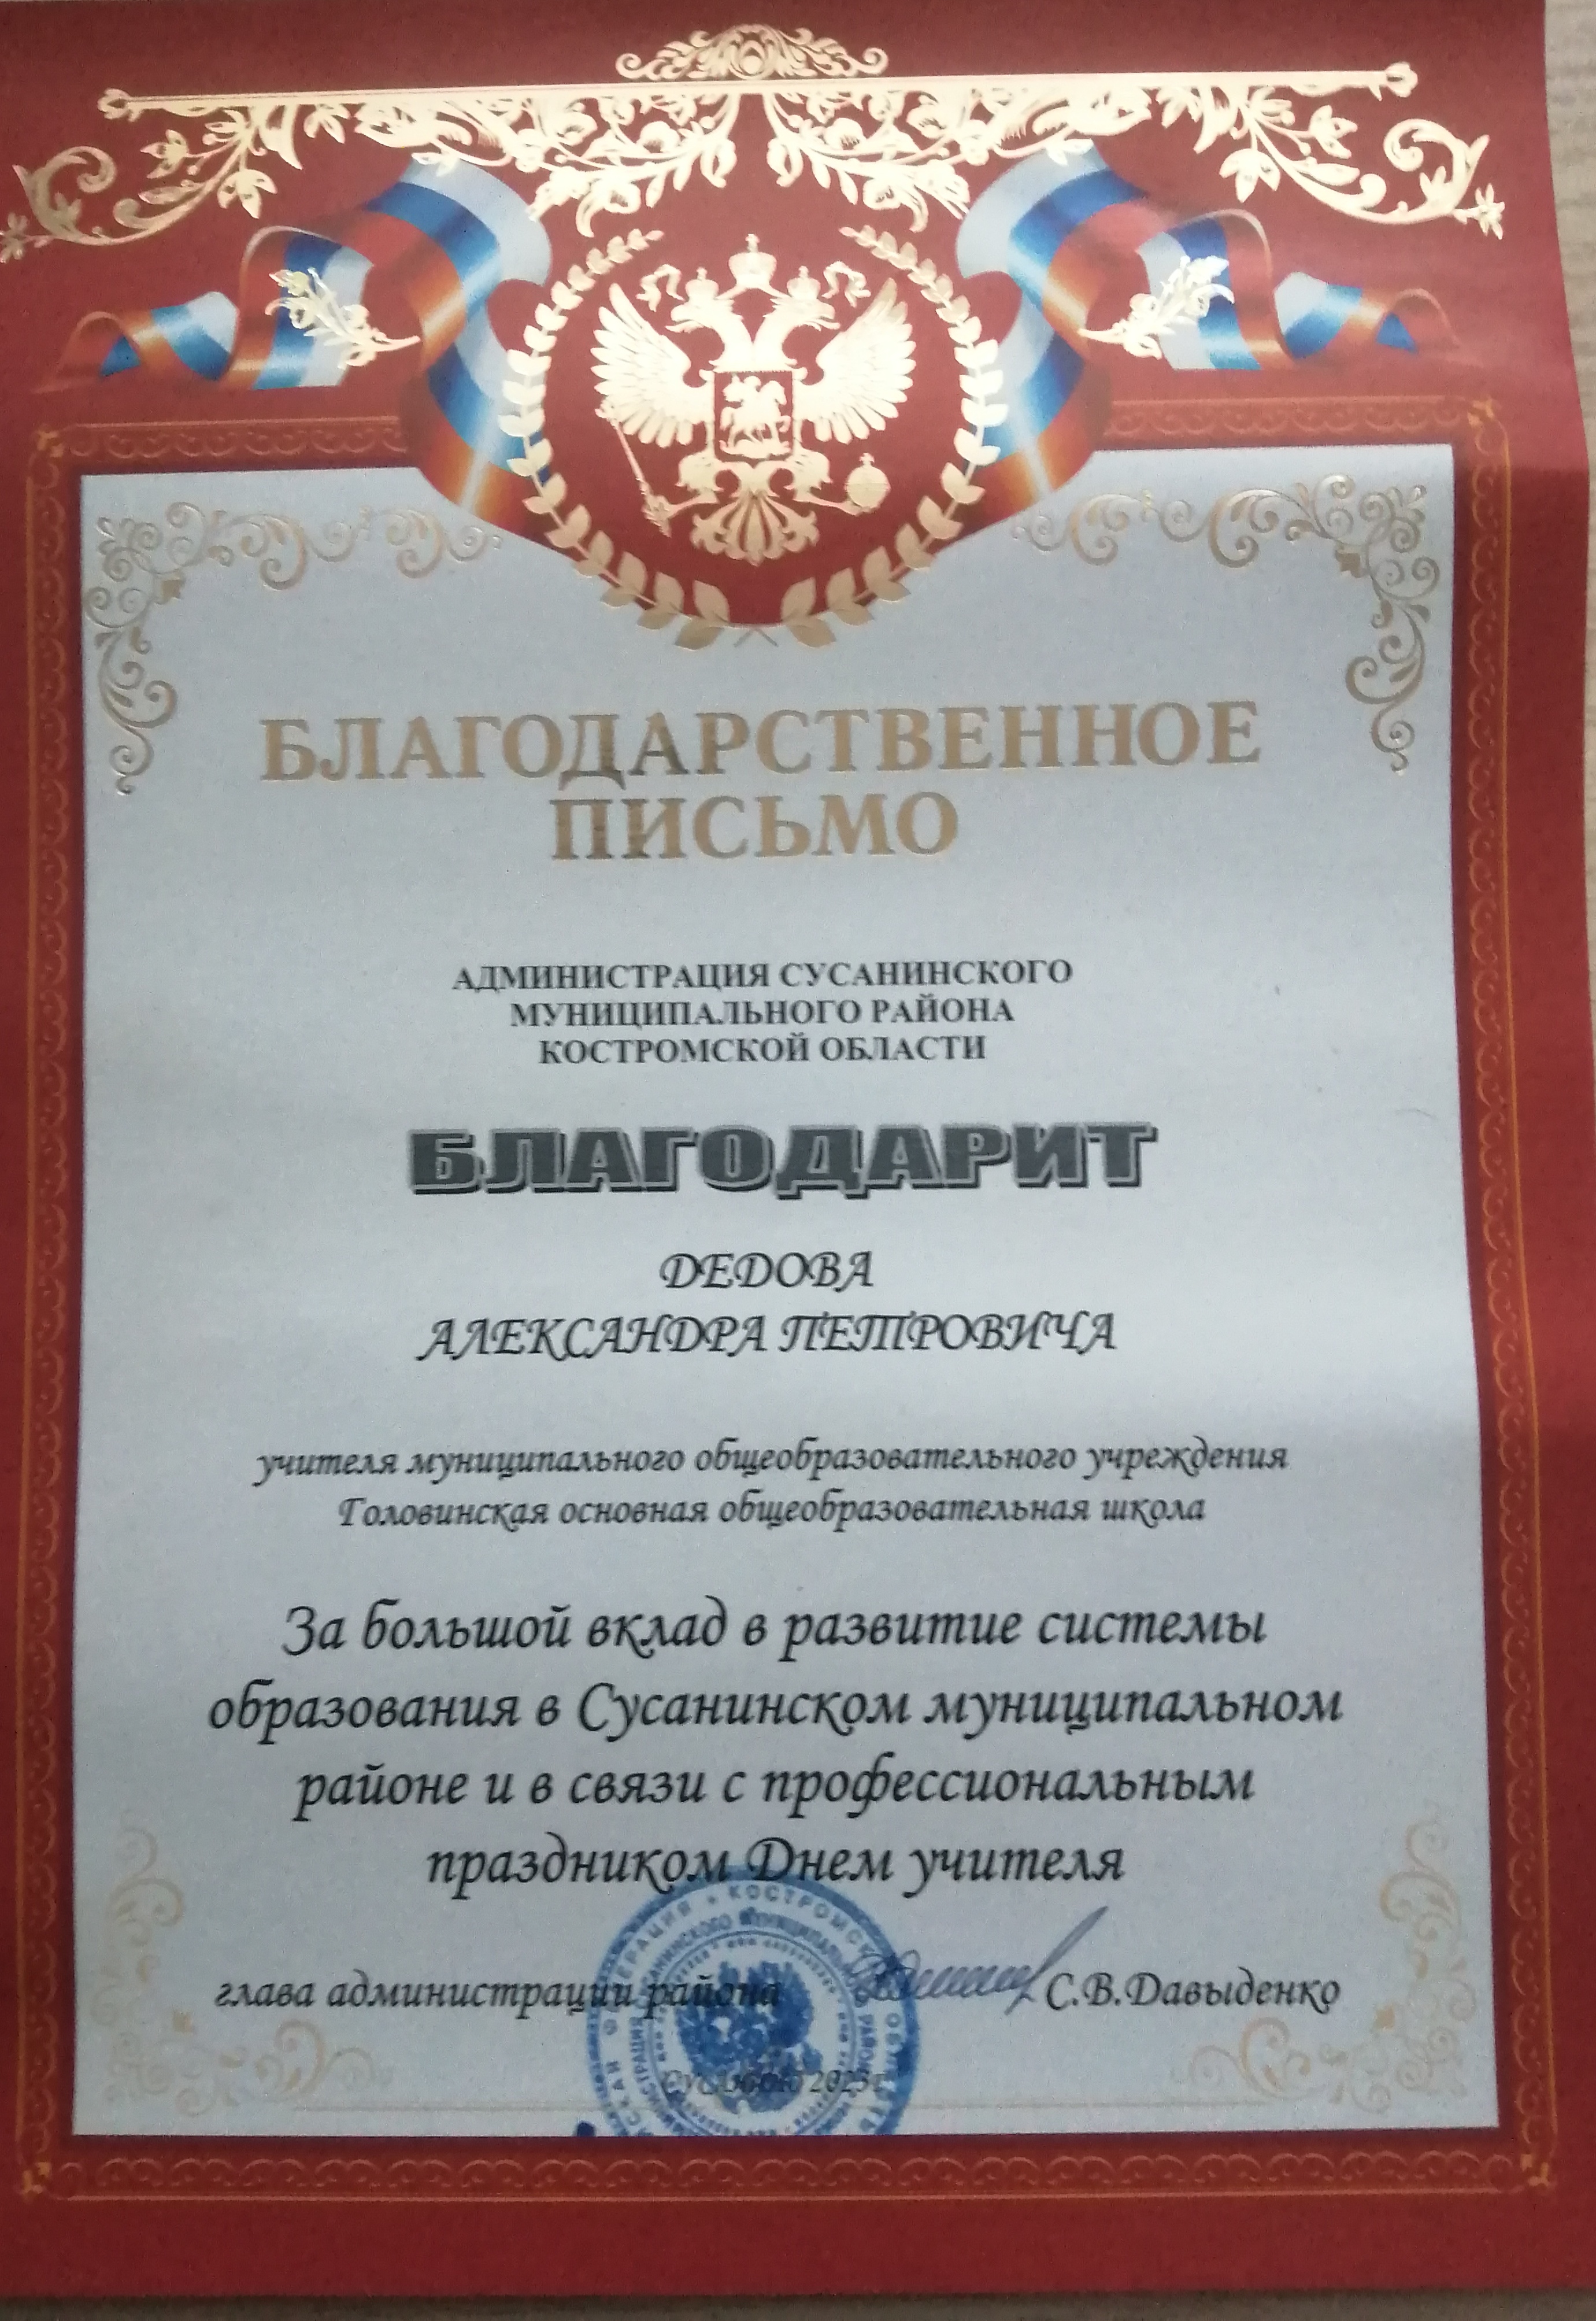 БЛАГОДАРСТВЕННОЕ
ПИСЬМО
АДМИНИСТРАЦИЯ СУСАНИНСКОГО
МУНИЦИПАЛЬНОГО РАЙОНА
КОСТРОМСКОЙ ОБЛАСТИ
БЛАГОДАРИТ
ДЕДОВА
АЛЕКСАНДРА ПЕТРОВИЧА
учителя муниципального общеобразовательного учреждения
Головинская основная общеобразовательная школа
За большой вклад в развитие системы
образования в Сусанинском муниципальном
районе и в связи с профессиональным
праздником Днем учителя
глава администрации района С.В.Давыденко
2023г